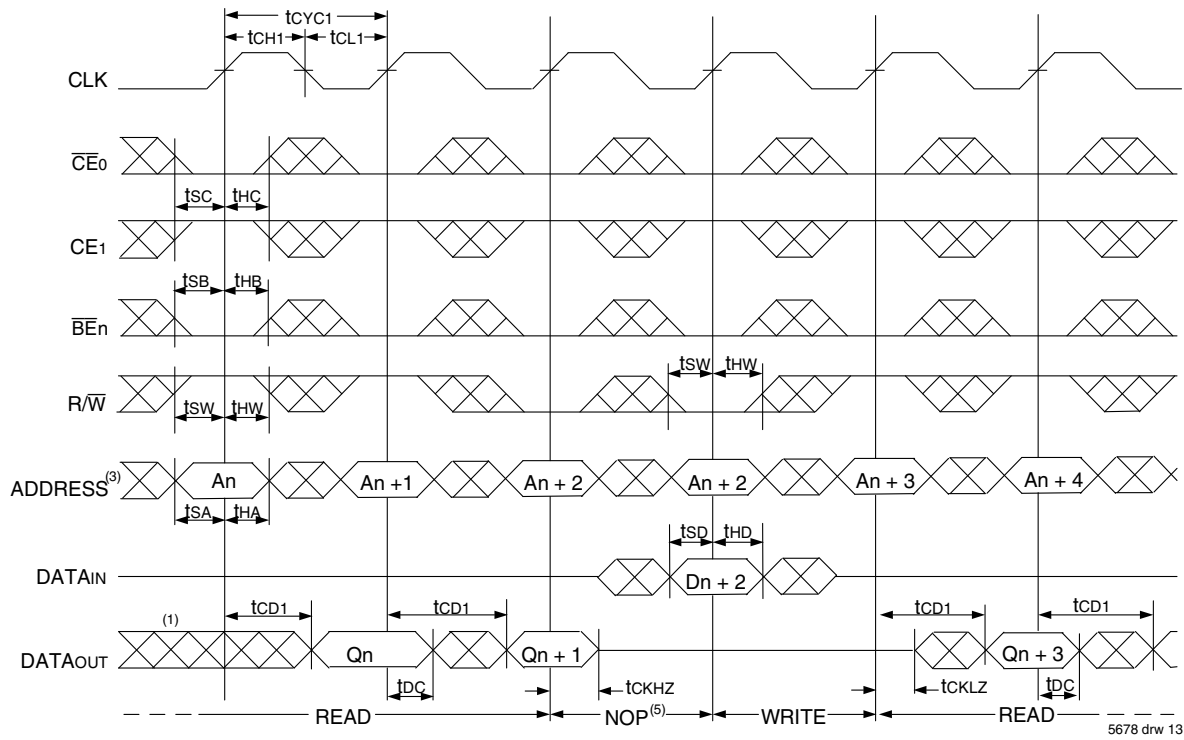 tCYC1
tCH1 tCL1
CLK
CE0
tSC tHC
CE1
tSB tHB
BEn
tSW tHW
R/W
tSW tHW
ADDRESS(3) An An +1 An + 2 An + 2 An + 3 An + 4
tSA tHA
tSD tHD
DATAIN Dn + 2
(1) tCD1 tCD1 tCD1 tCD1
DATAOUT Qn Qn + 1 Qn + 3
tDC tCKHZ tCKLZ tDC
READ NOP(5) WRITE READ
5678 drw 13